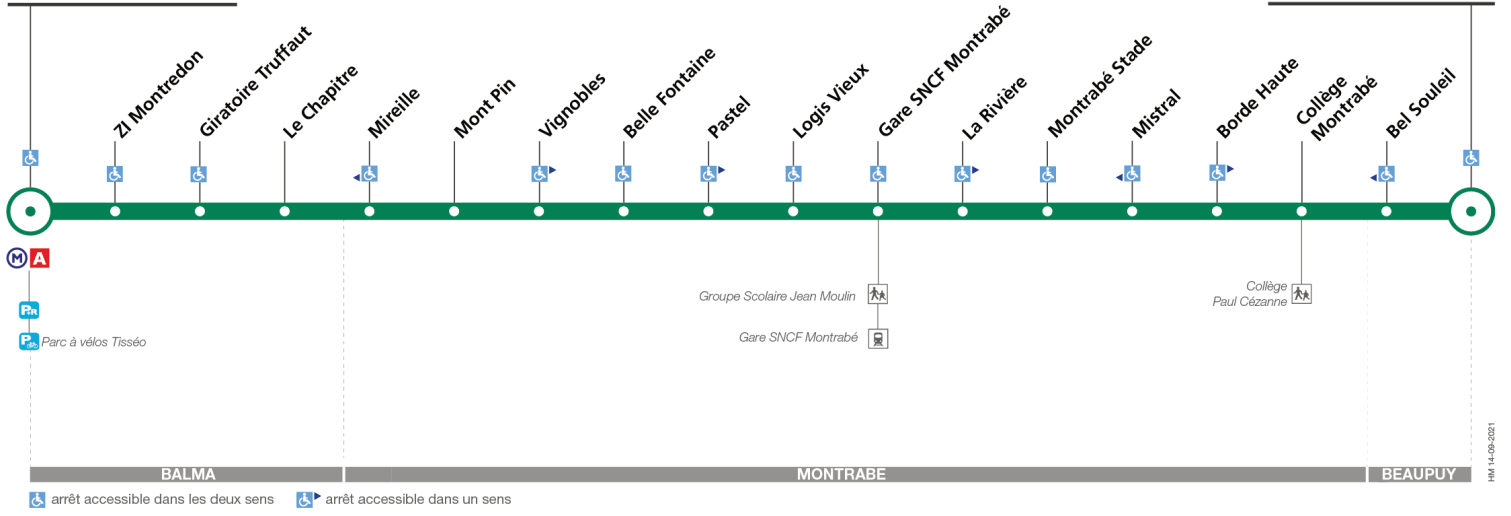 ZI Montredon
Giratoire Truffaut
Le Chapitre
Mireille
Mont Pin
Vignobles
Belle Fontaine
Pastel
Logis Vieux
Gare SNCF Montrabé
La Rivière
Montrabé Stade
Mistral
Borde Haute
Collège
Montrabé
Bel Souleil
M A
P+R
P
Parc à vélos Tisséo
Groupe Scolaire Jean Moulin
Gare SNCF Montrabé
Collège
Paul Cézanne
BALMA
MONTRABE
BEAUPUY
arrêt accessible dans les deux sens
arrêt accessible dans un sens
HM 14-09-2021